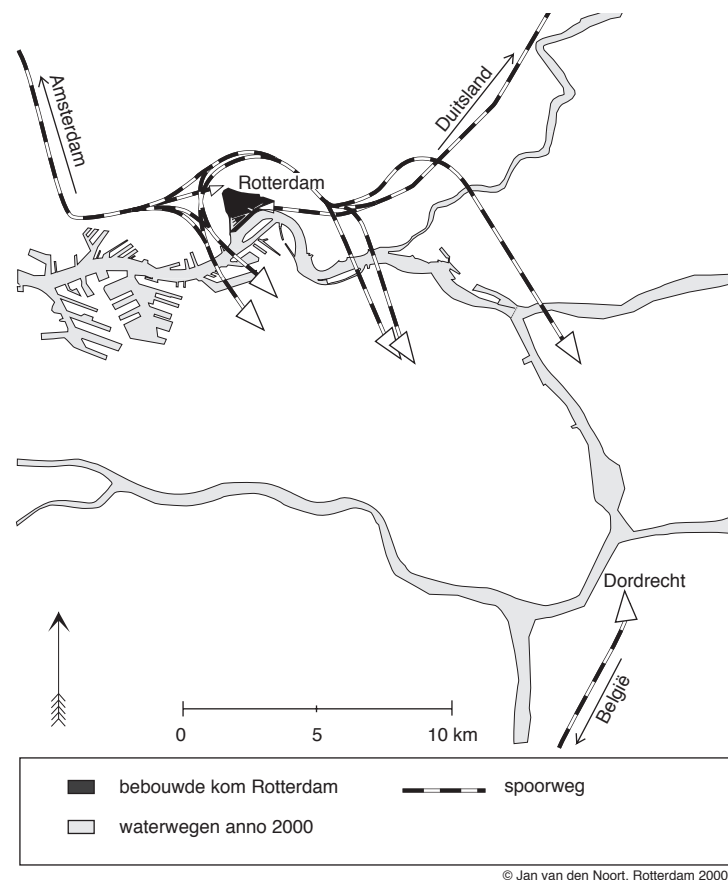 Amsterdam
Duitsland
Rotterdam
Dordrecht
België
0 5 10 km
bebouwde kom Rotterdam
spoorweg
waterwegen anno 2000
© Jan van den Noort, Rotterdam 2000